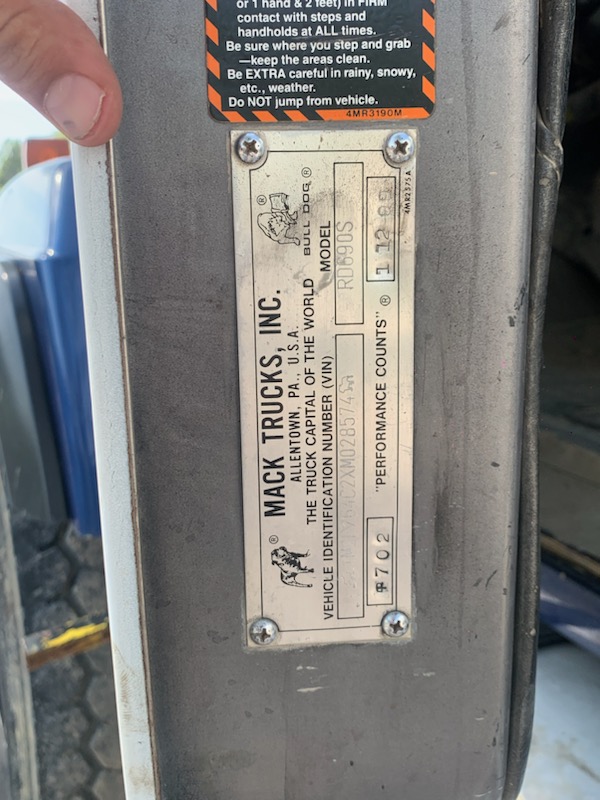 or 1 hand & 2 feet) in FIRM
contact with steps and
handholds at ALL times.
Be sure where you step and grab
—keep the areas clean.
Be EXTRA careful in rainy, snowy,
etc., weather.
Do NOT jump from vehicle.
4MR3190M
MACK TRUCKS, INC.
ALLENTOWN, PA., U.S.A.
THE TRUCK CAPITAL OF THE WORLD
® BULL DOG ®
VEHICLE IDENTIFICATION NUMBER (VIN) MODEL
RD690S
702 "PERFORMANCE COUNTS" ® 1 12
4MR2375A